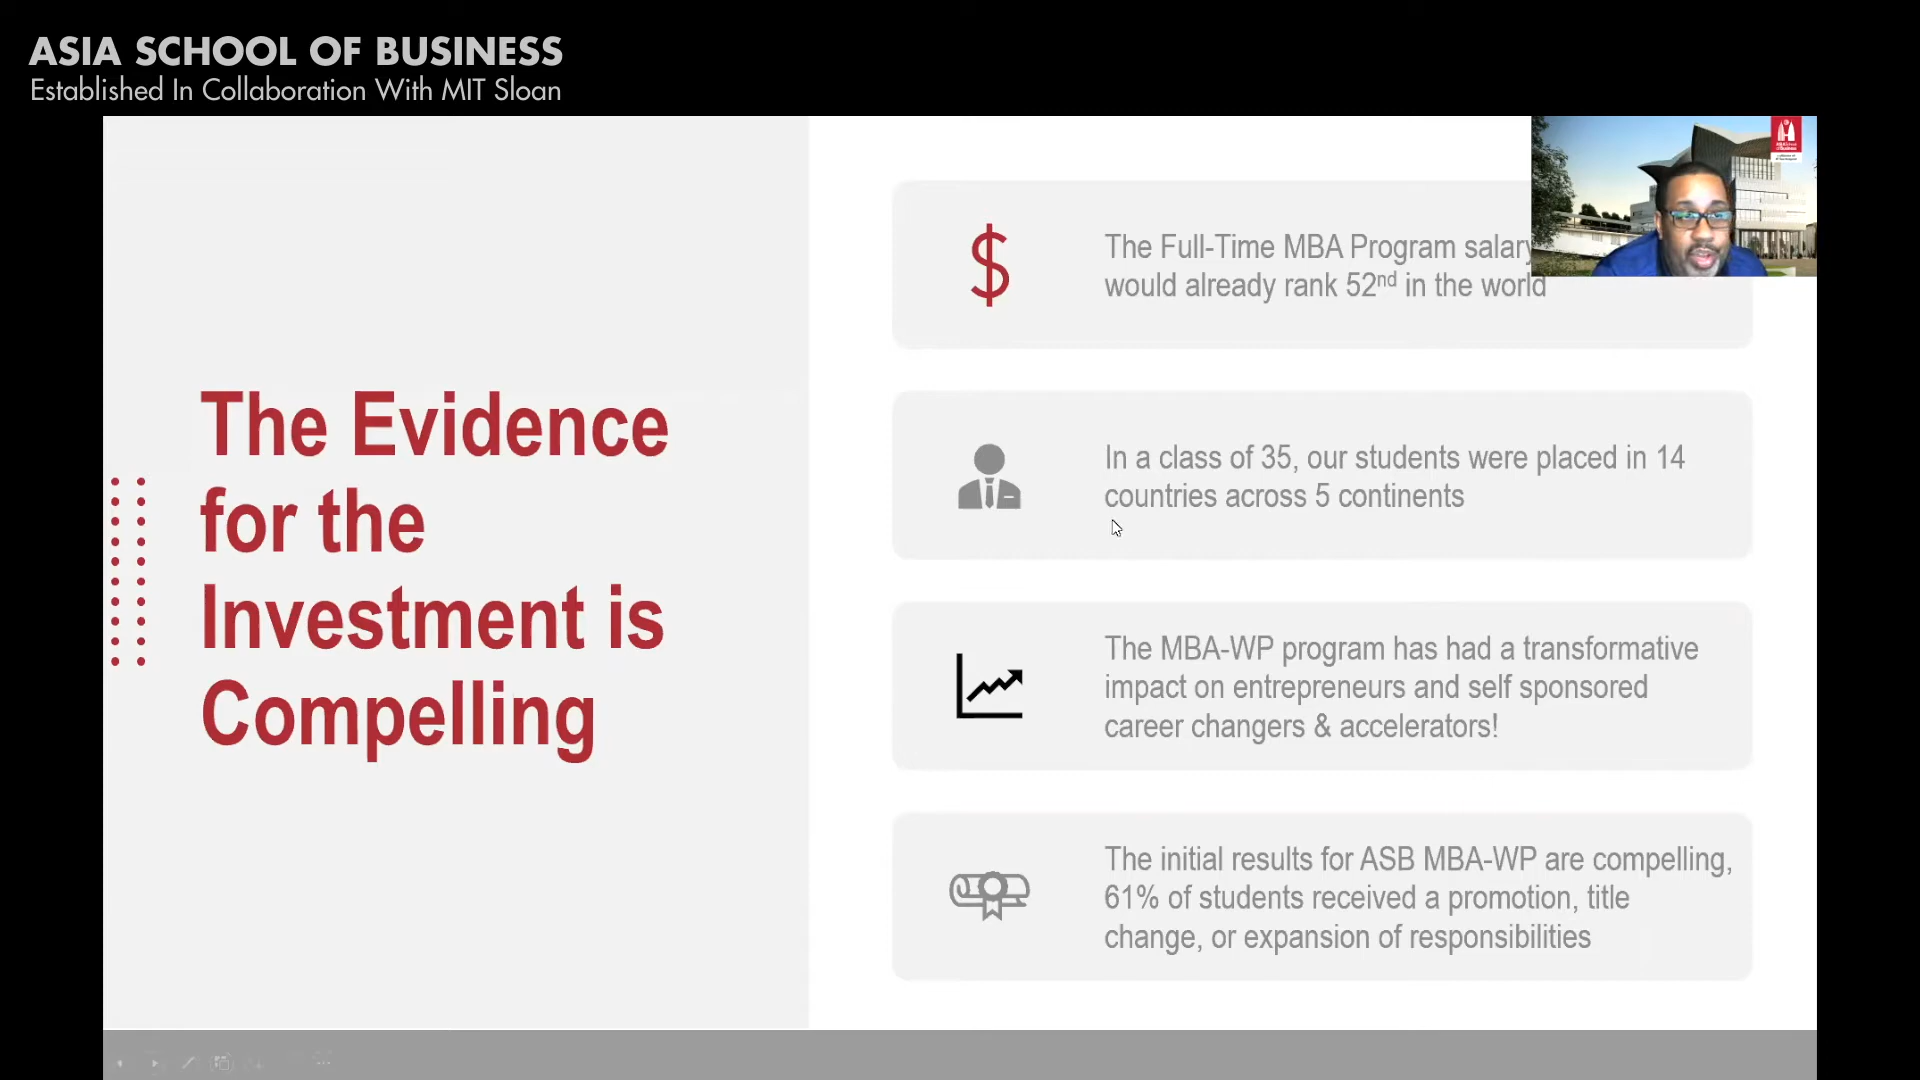 ASIA SCHOOL OF BUSINESS
Established In Collaboration With MIT Sloan
The Evidence
for the
Investment is
Compelling
The Full-Time MBA Program salary
would already rank 52nd in the world
In a class of 35, our students were placed in 14
countries across 5 continents
The MBA-WP program has had a transformative
impact on entrepreneurs and self sponsored
career changers & accelerators!
The initial results for ASB MBA-WP are compelling,
61% of students received a promotion, title
change, or expansion of responsibilities